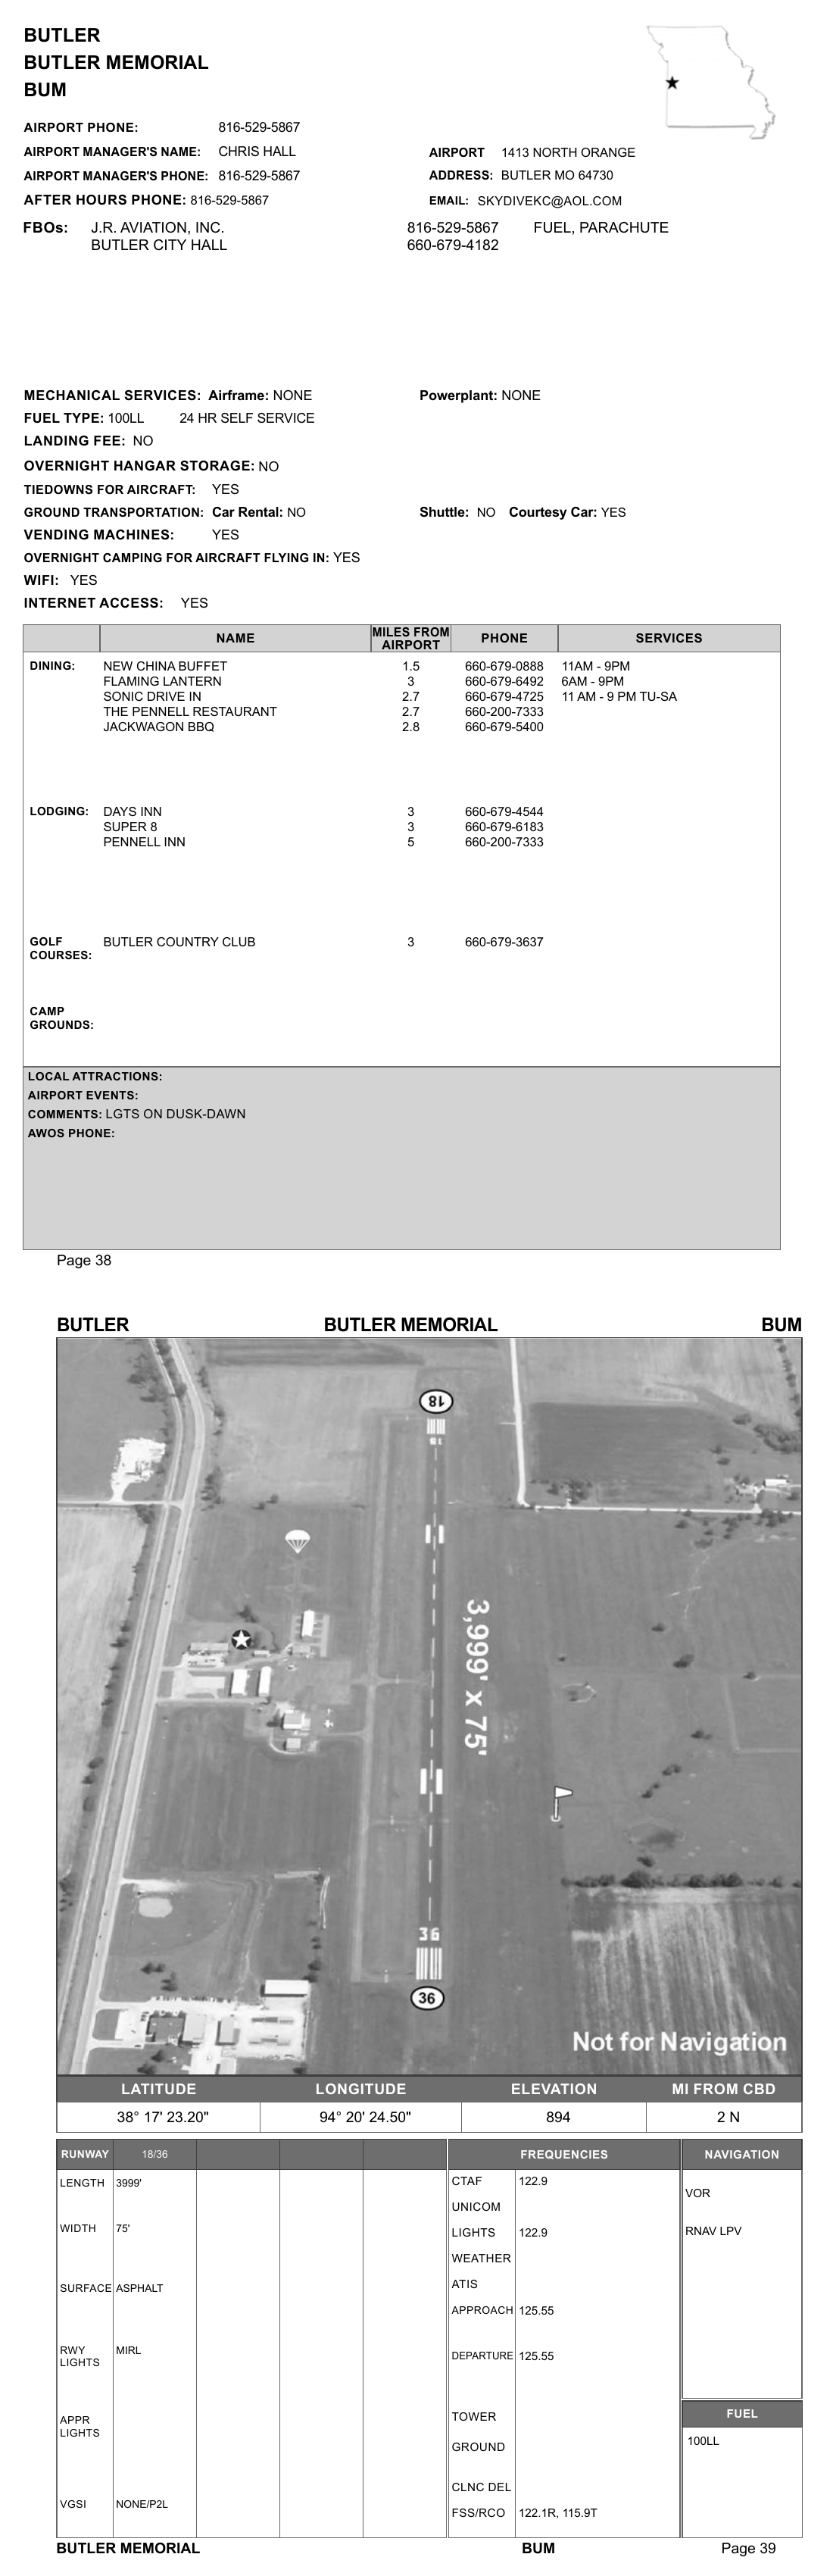 BUTLER
BUTLER MEMORIAL
BUM
AIRPORT PHONE: 816-529-5867
AIRPORT MANAGER'S NAME: CHRIS HALL
AIRPORT 1413 NORTH ORANGE
AIRPORT MANAGER'S PHONE: 816-529-5867
ADDRESS: BUTLER MO 64730
AFTER HOURS PHONE: 816-529-5867
EMAIL: SKYDIVEKC@AOL.COM
FBOs: J.R. AVIATION, INC. 816-529-5867 FUEL, PARACHUTE
BUTLER CITY HALL 660-679-4182
MECHANICAL SERVICES: Airframe: NONE Powerplant: NONE
FUEL TYPE: 100LL 24 HR SELF SERVICE
LANDING FEE: NO
OVERNIGHT HANGAR STORAGE: NO
TIEDOWNS FOR AIRCRAFT: YES
GROUND TRANSPORTATION: Car Rental: NO Shuttle: NO Courtesy Car: YES
VENDING MACHINES: YES
OVERNIGHT CAMPING FOR AIRCRAFT FLYING IN: YES
WIFI: YES
INTERNET ACCESS: YES
NAME MILES FROM AIRPORT PHONE SERVICES
DINING: NEW CHINA BUFFET 1.5 660-679-0888 11AM - 9PM
FLAMING LANTERN 3 660-679-6492 6AM - 9PM
SONIC DRIVE IN 2.7 660-679-4725 11 AM - 9 PM TU-SA
THE PENNELL RESTAURANT 2.7 660-200-7333
JACKWAGON BBQ 2.8 660-679-5400
LODGING: DAYS INN 3 660-679-4544
SUPER 8 3 660-679-6183
PENNELL INN 5 660-200-7333
GOLF COURSES: BUTLER COUNTRY CLUB 3 660-679-3637
CAMP GROUNDS:
LOCAL ATTRACTIONS:
AIRPORT EVENTS:
COMMENTS: LGTS ON DUSK-DAWN
AWOS PHONE:
Page 38
BUTLER BUTLER MEMORIAL BUM
18
18
3,999' x 75'
36
36
Not for Navigation
LATITUDE LONGITUDE ELEVATION MI FROM CBD
38° 17' 23.20" 94° 20' 24.50" 894 2 N
RUNWAY 18/36
LENGTH 3999'
WIDTH 75'
SURFACE ASPHALT
RWY LIGHTS MIRL
APPR LIGHTS
VGSI NONE/P2L
FREQUENCIES
CTAF 122.9
UNICOM
LIGHTS 122.9
WEATHER
ATIS
APPROACH 125.55
DEPARTURE 125.55
TOWER
GROUND
CLNC DEL
FSS/RCO 122.1R, 115.9T
NAVIGATION
VOR
RNAV LPV
FUEL
100LL
BUTLER MEMORIAL BUM Page 39